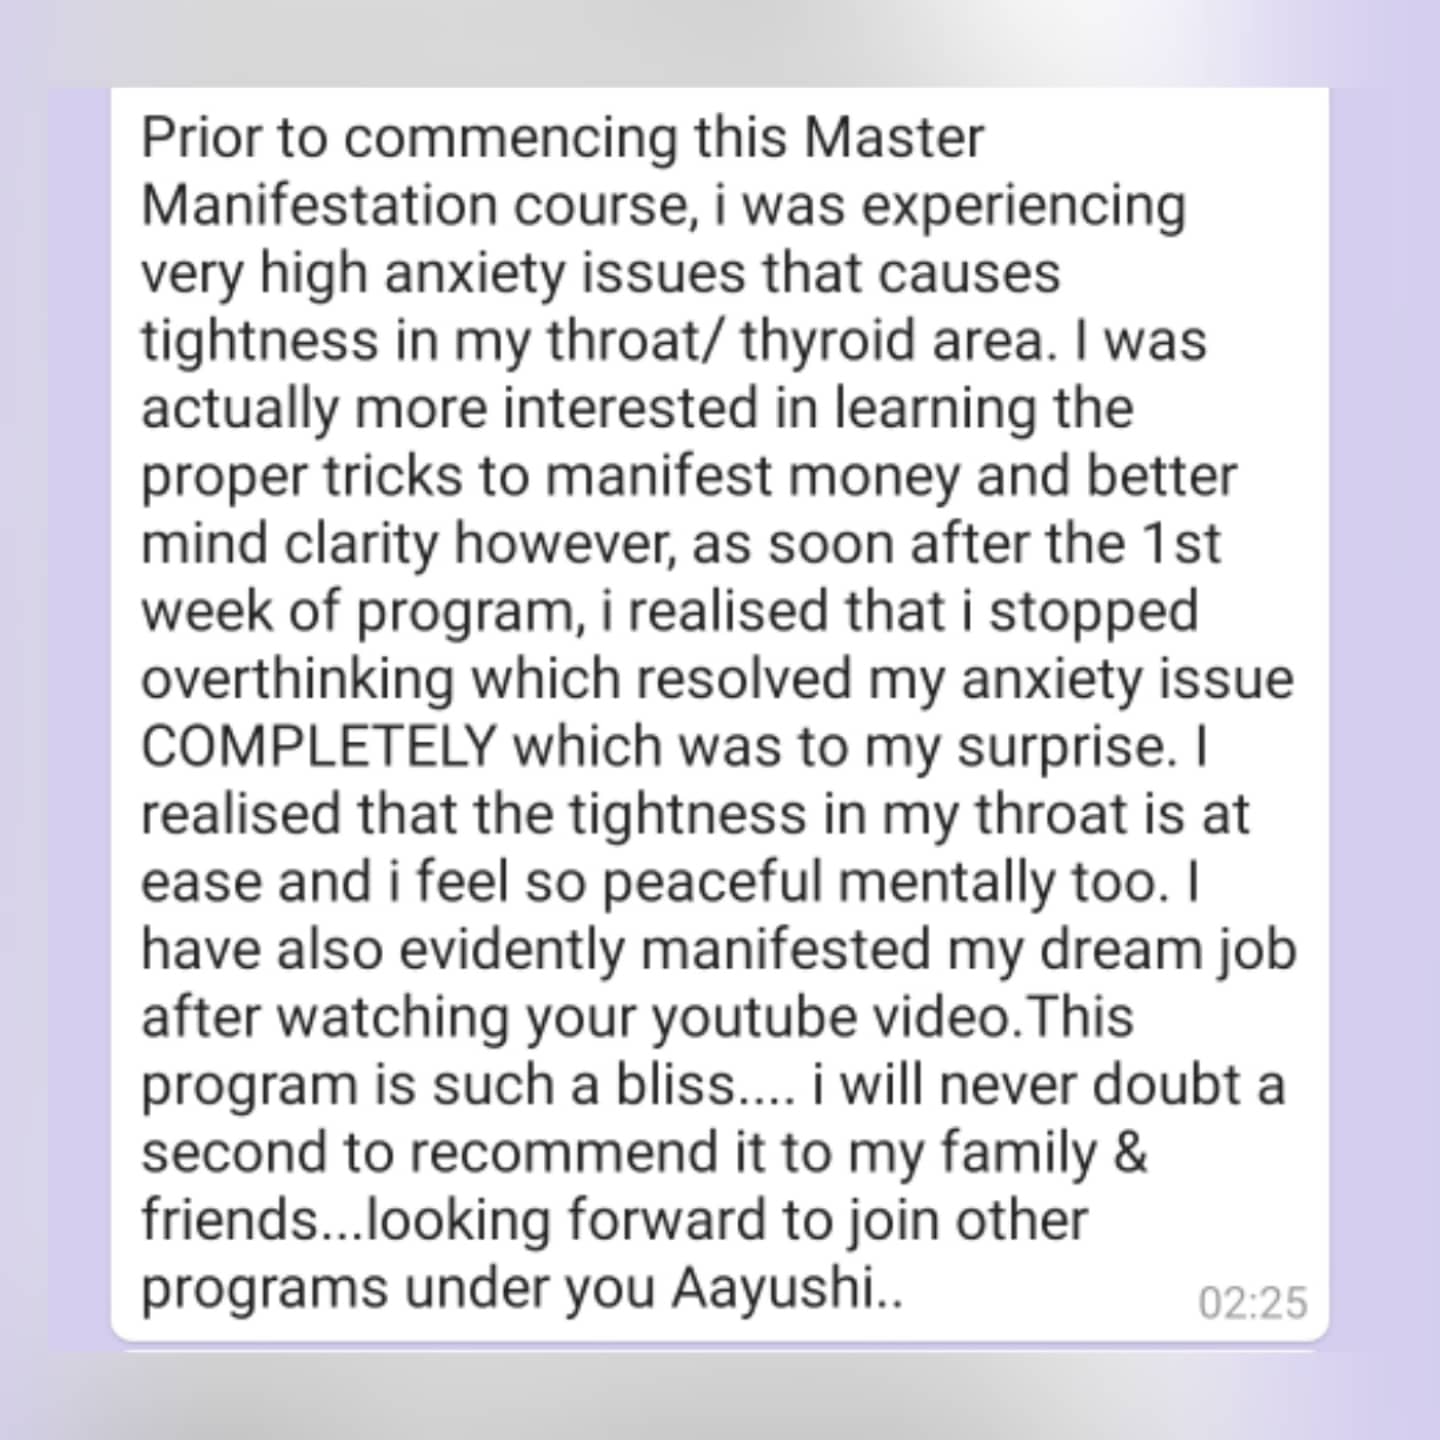 Prior to commencing this Master
Manifestation course, i was experiencing
very high anxiety issues that causes
tightness in my throat/ thyroid area. I was
actually more interested in learning the
proper tricks to manifest money and better
mind clarity however, as soon after the 1st
week of program, i realised that i stopped
overthinking which resolved my anxiety issue
COMPLETELY which was to my surprise. I
realised that the tightness in my throat is at
ease and i feel so peaceful mentally too. I
have also evidently manifested my dream job
after watching your youtube video.This
program is such a bliss.... i will never doubt a
second to recommend it to my family &
friends...looking forward to join other
programs under you Aayushi..
02:25